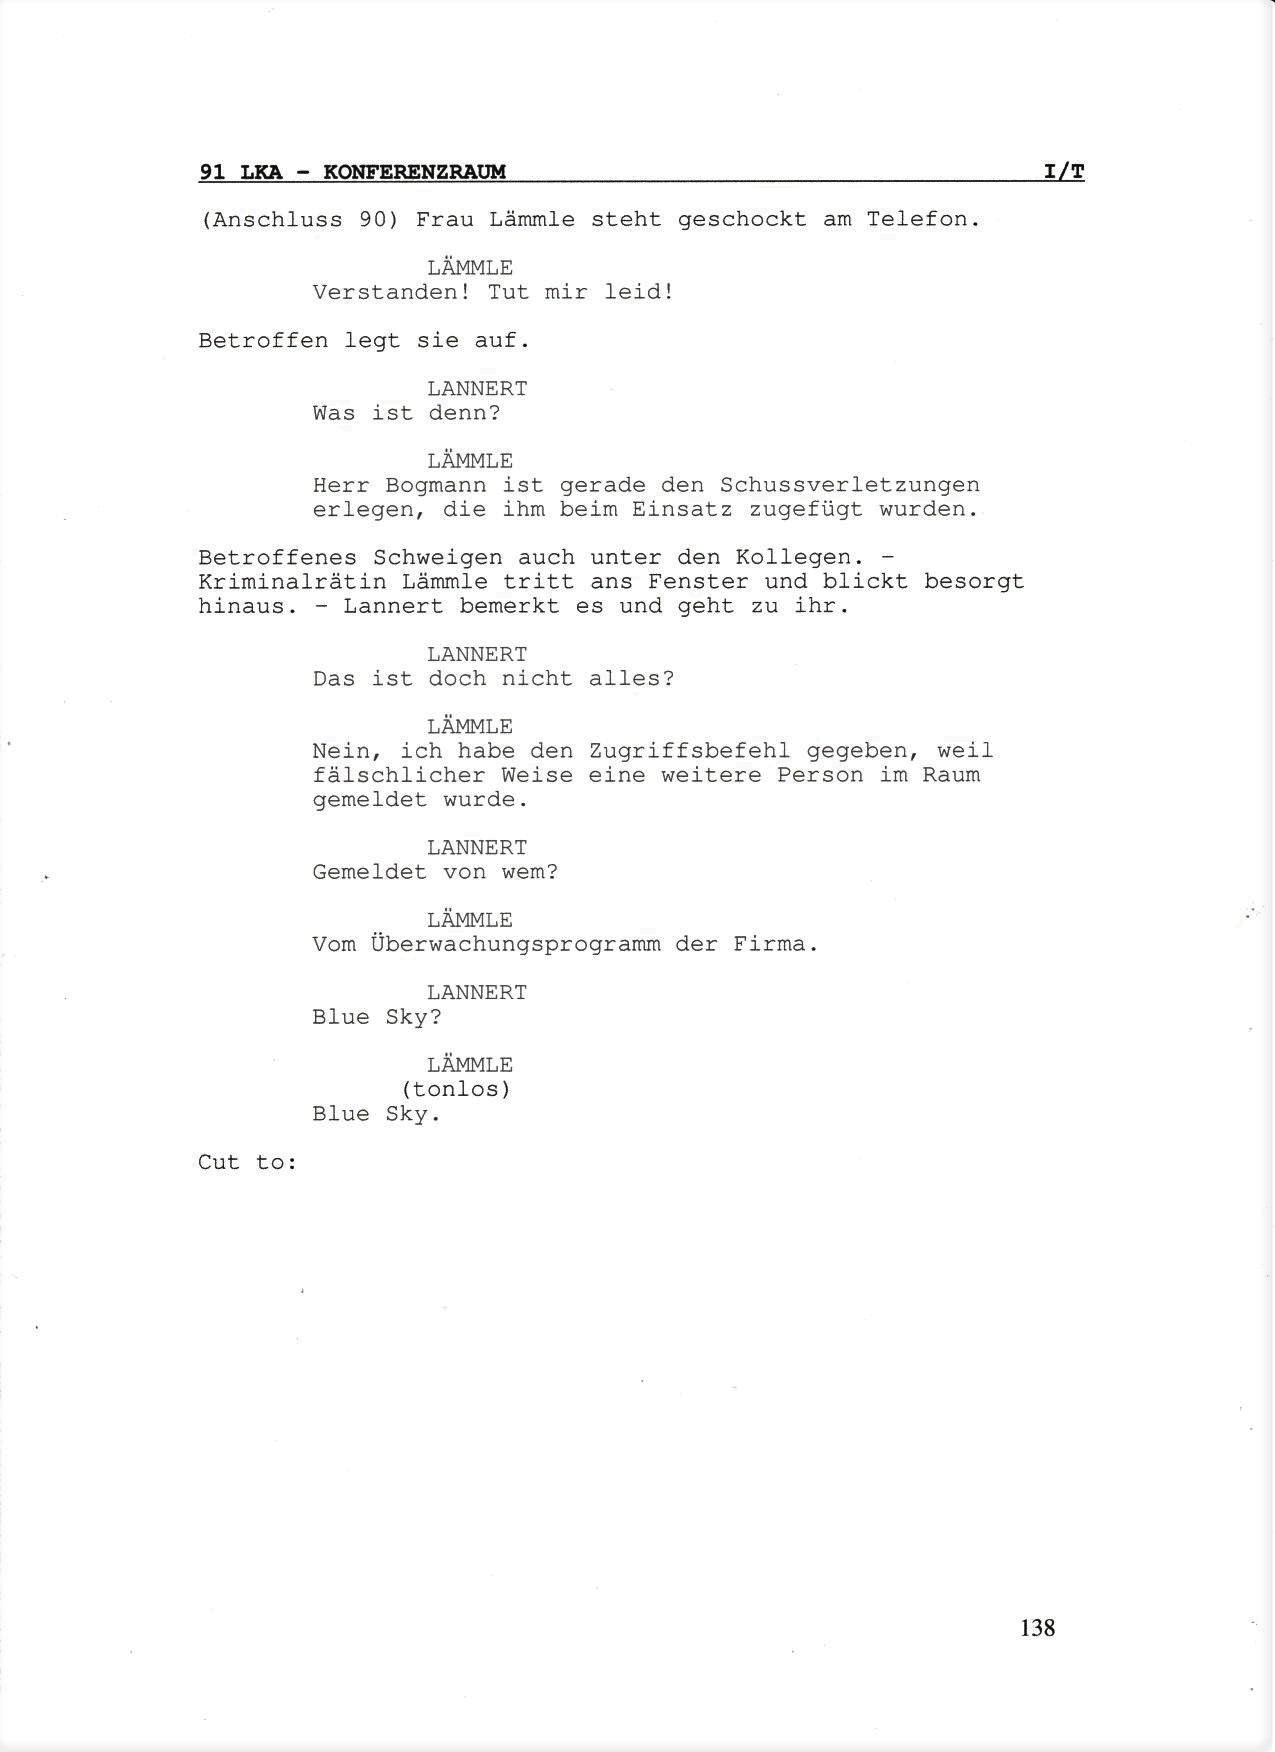 91 LKA – KONFERENZRAUM I/T
(Anschluss 90) Frau Lämmle steht geschockt am Telefon.
LÄMMLE
Verstanden! Tut mir leid!
Betroffen legt sie auf.
LANNERT
Was ist denn?
LÄMMLE
Herr Bogmann ist gerade den Schussverletzungen
erlegen, die ihm beim Einsatz zugefügt wurden.
Betroffenes Schweigen auch unter den Kollegen. –
Kriminalrätin Lämmle tritt ans Fenster und blickt besorgt
hinaus. – Lannert bemerkt es und geht zu ihr.
LANNERT
Das ist doch nicht alles?
LÄMMLE
Nein, ich habe den Zugriffsbefehl gegeben, weil
fälschlicher Weise eine weitere Person im Raum
gemeldet wurde.
LANNERT
Gemeldet von wem?
LÄMMLE
Vom Überwachungsprogramm der Firma.
LANNERT
Blue Sky?
LÄMMLE
(tonlos)
Blue Sky.
Cut to:
138